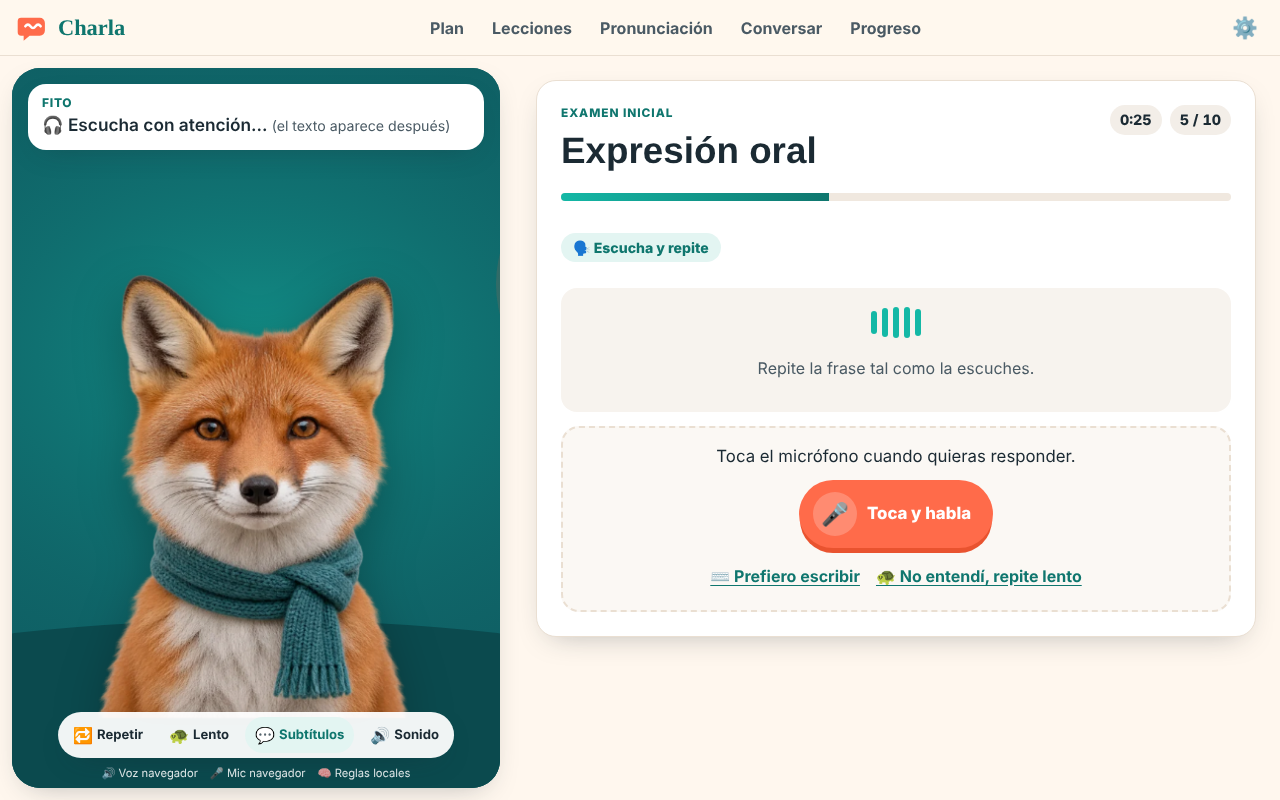 Charla
Plan Lecciones Pronunciación Conversar Progreso
FITO
🎧 Escucha con atención... (el texto aparece después)
EXAMEN INICIAL
0:25 5 / 10
Expresión oral
🗣️ Escucha y repite
Repite la frase tal como la escuches.
Toca el micrófono cuando quieras responder.
🎤 Toca y habla
⌨️ Prefiero escribir 🐢 No entendí, repite lento
🔁 Repetir 🐢 Lento 💬 Subtítulos 🔊 Sonido
🔊 Voz navegador 🎤 Mic navegador 🧠 Reglas locales